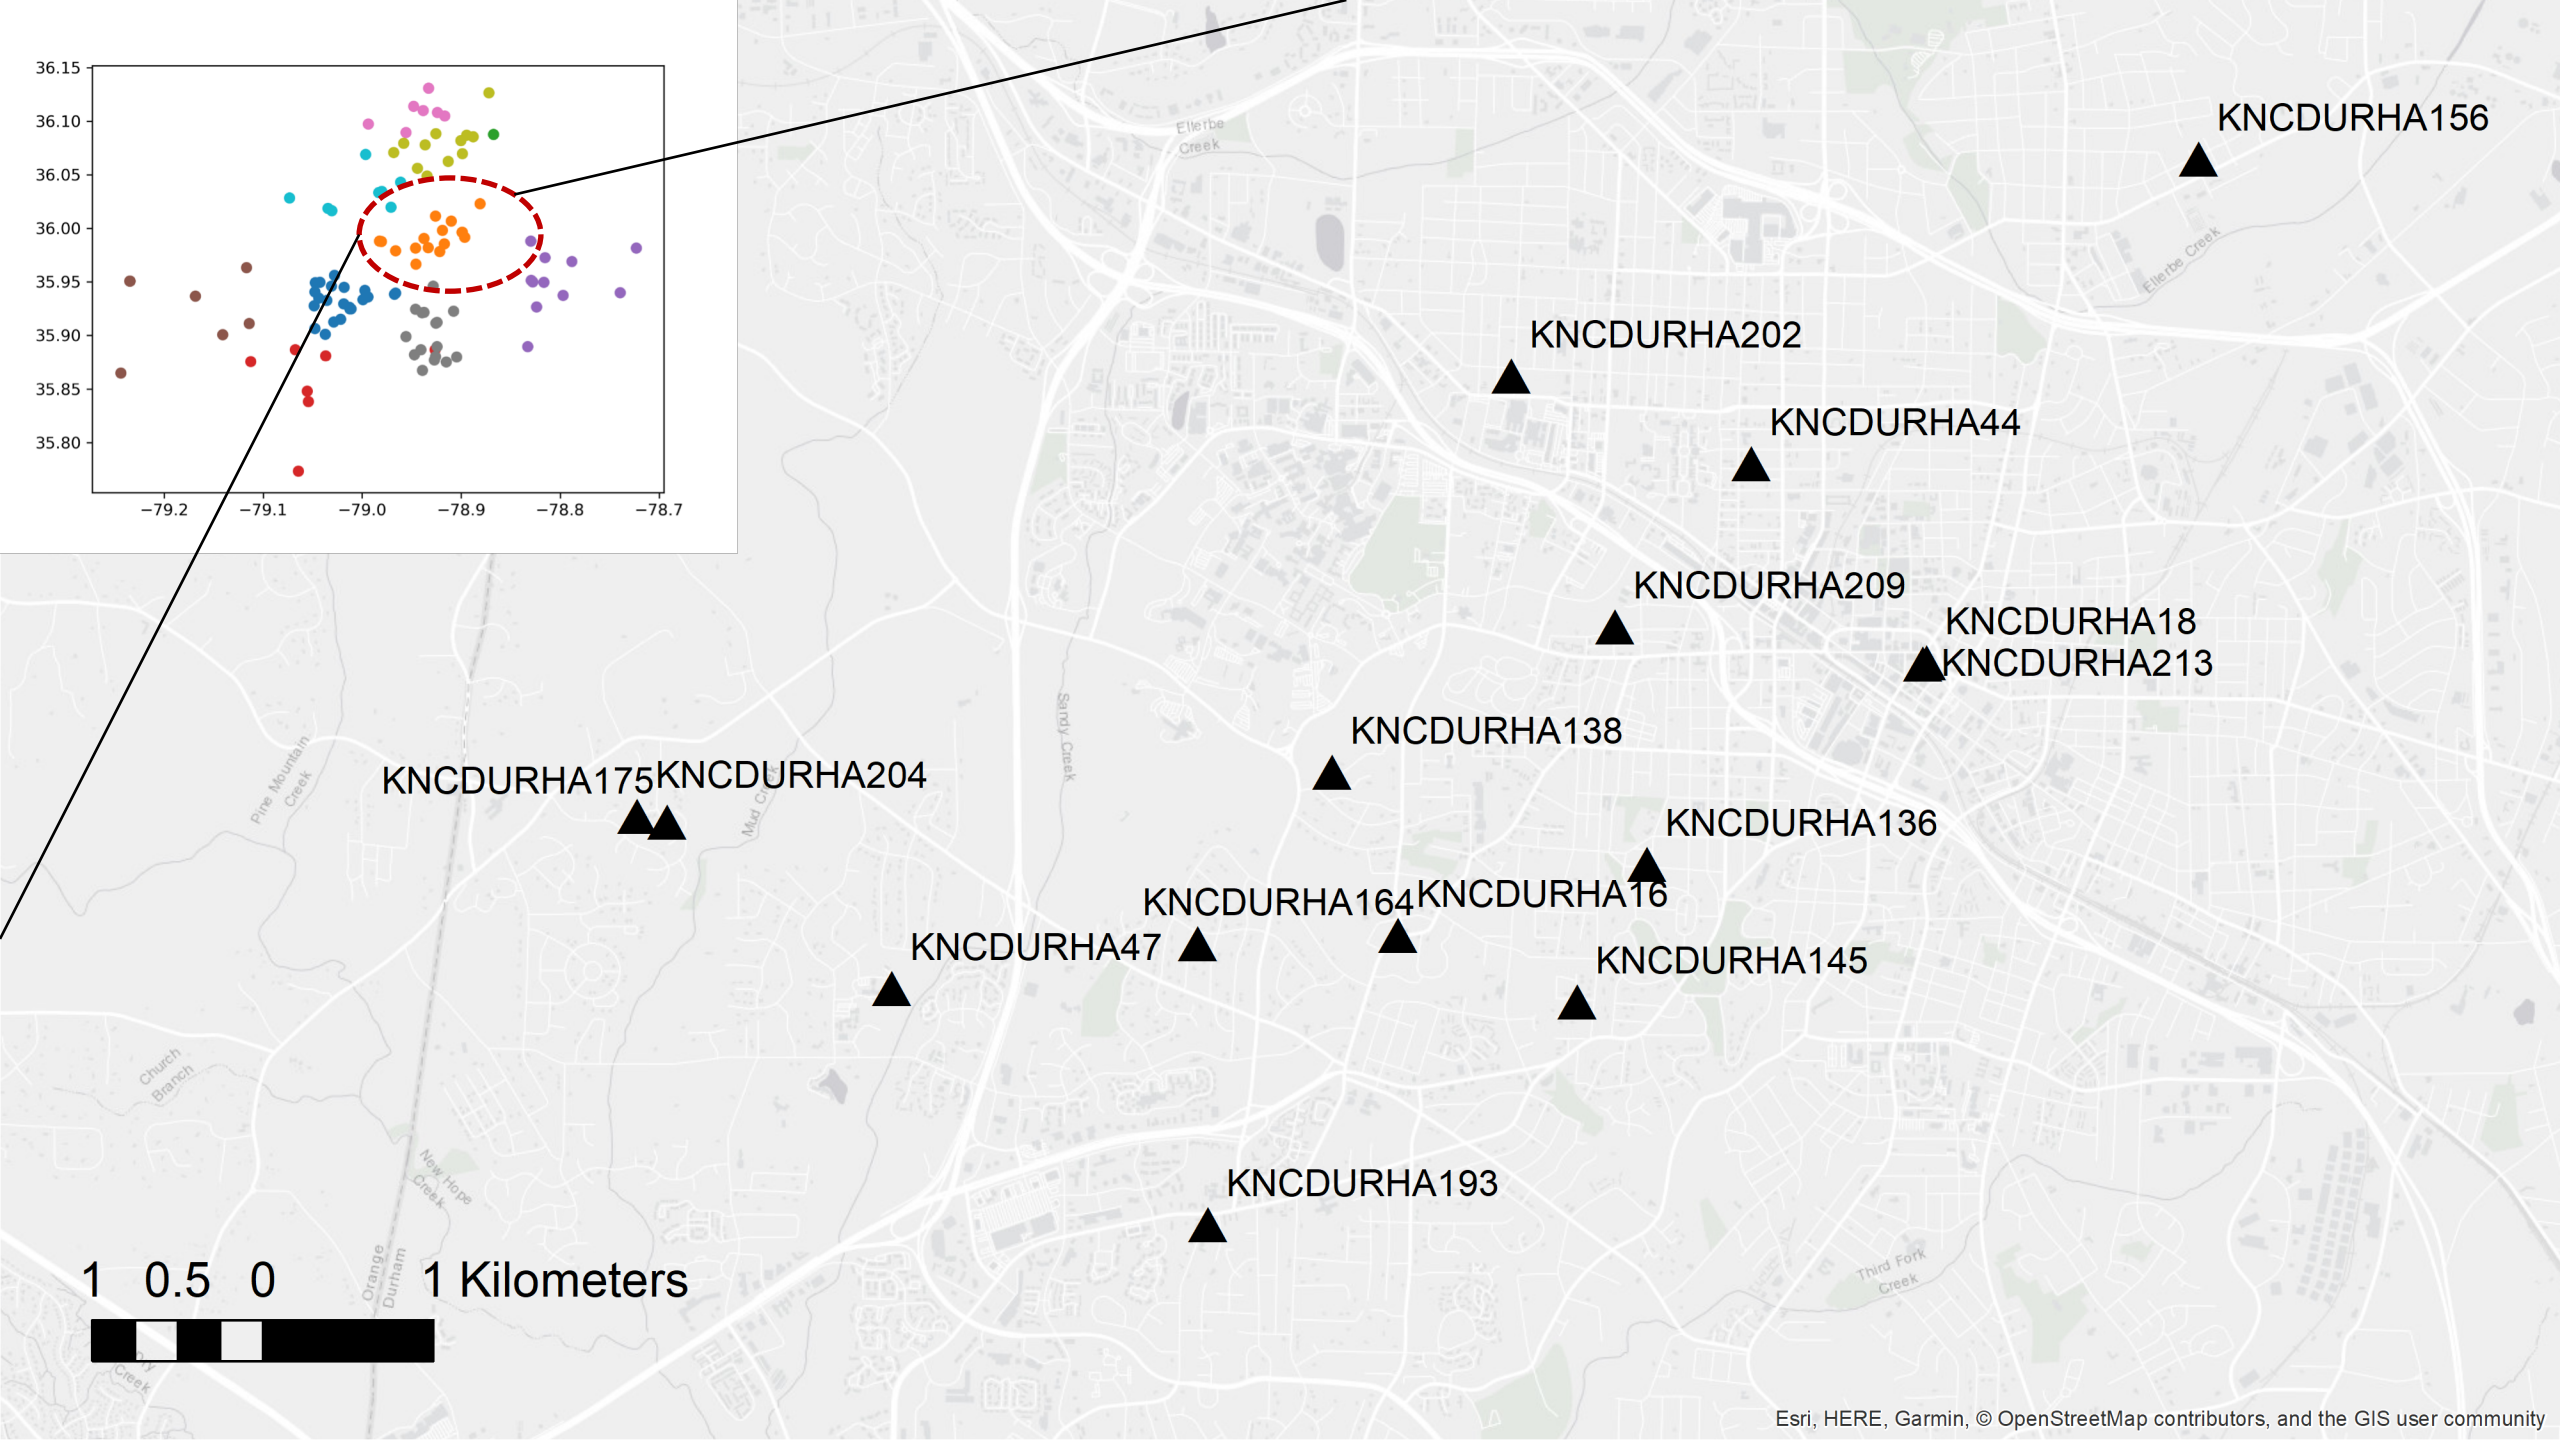 36.15
36.10
36.05
36.00
35.95
35.90
35.85
35.80
−79.2 −79.1 −79.0 −78.9 −78.8 −78.7
Ellerbe
Creek
KNCDURHA156
Ellerbe Creek
KNCDURHA202
KNCDURHA44
KNCDURHA209
KNCDURHA18
KNCDURHA213
Sandy Creek
KNCDURHA138
Pine Mountain
Creek
KNCDURHA175
KNCDURHA204
Mud Creek
KNCDURHA136
KNCDURHA164
KNCDURHA16
KNCDURHA47
KNCDURHA145
Church
Branch
New Hope
Creek
KNCDURHA193
Orange
Durham
Third Fork
Creek
1 0.5 0 1 Kilometers
Creek
Esri, HERE, Garmin, © OpenStreetMap contributors, and the GIS user community